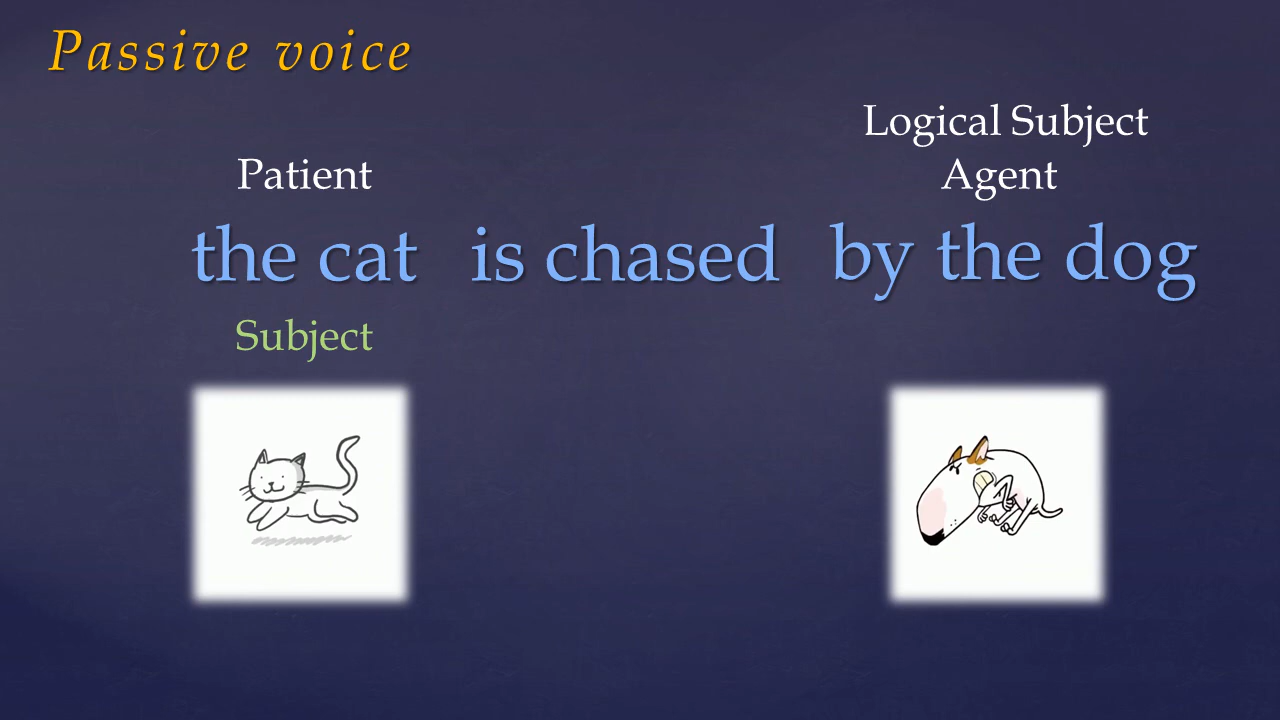 Passive voice
Logical Subject
Patient Agent
the cat is chased by the dog
Subject